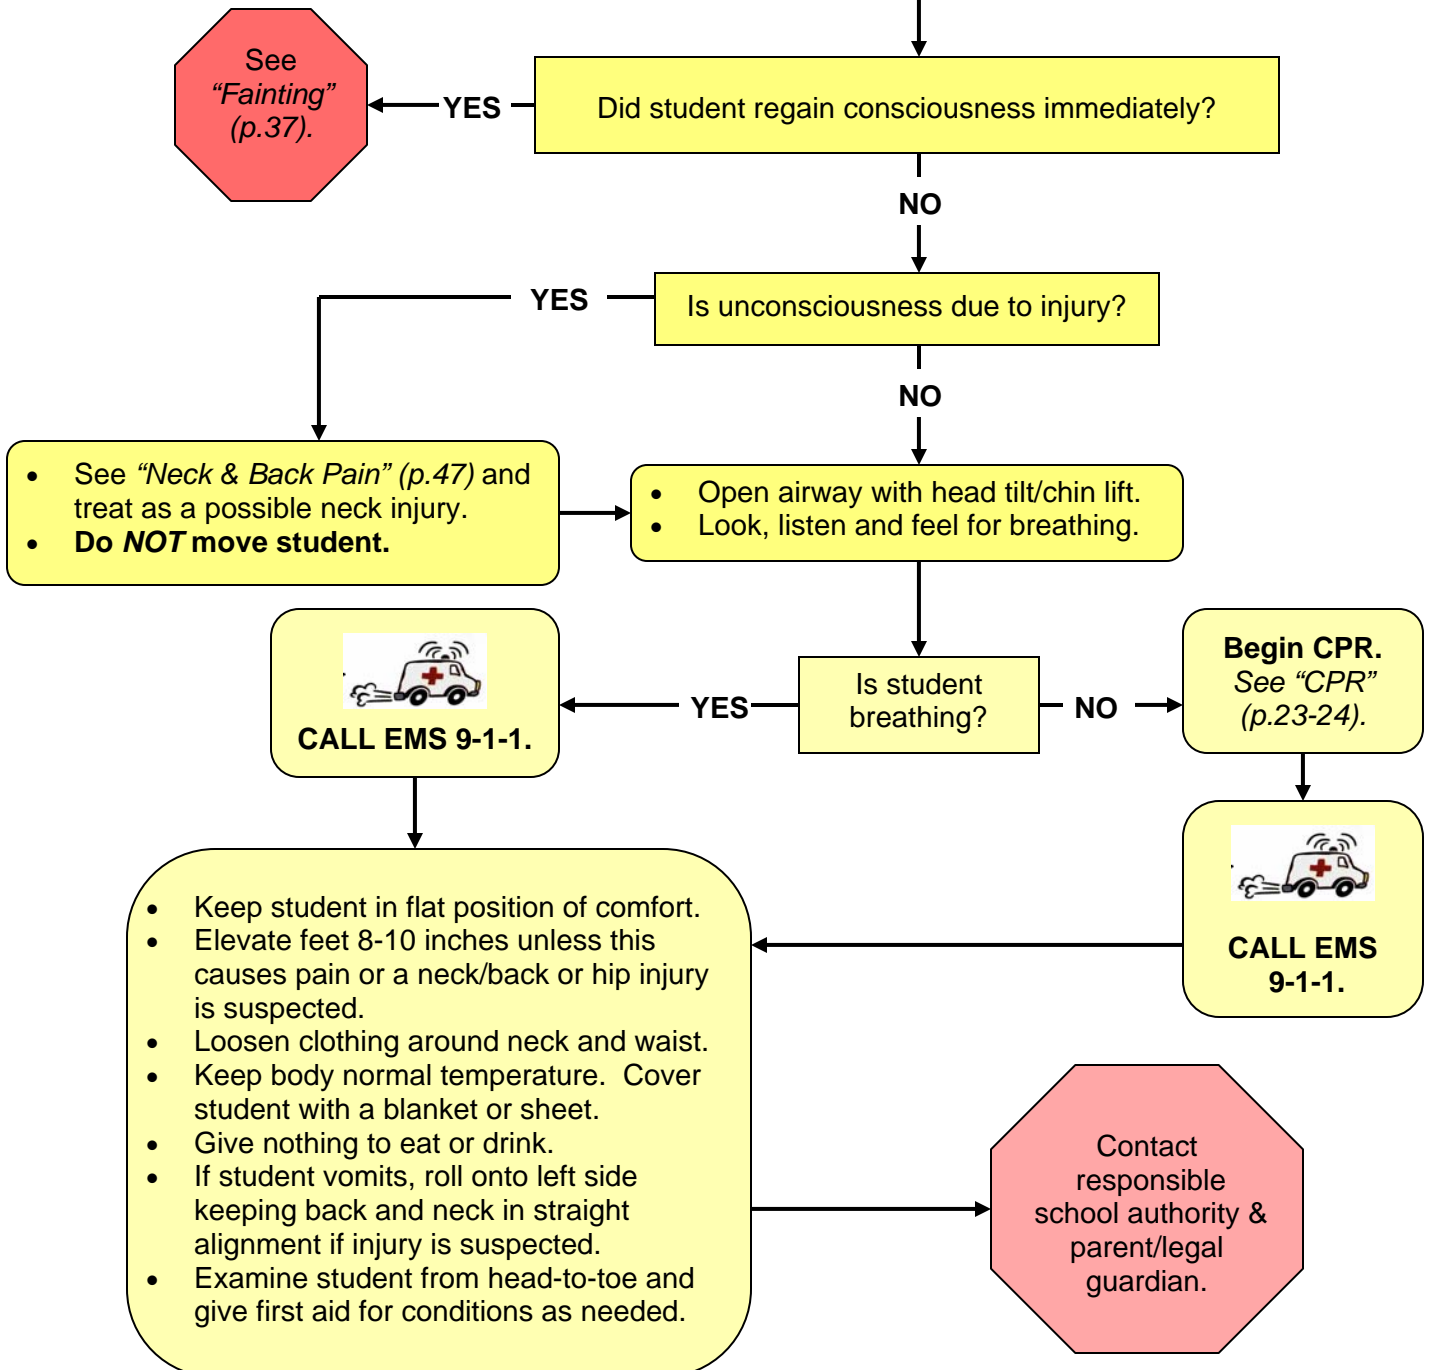 See
“Fainting”
(p.37).
YES
Did student regain consciousness immediately?
NO
YES
Is unconsciousness due to injury?
NO
• See “Neck & Back Pain” (p.47) and
treat as a possible neck injury.
• Do NOT move student.
• Open airway with head tilt/chin lift.
• Look, listen and feel for breathing.
CALL EMS 9-1-1.
YES
Is student
breathing?
NO
Begin CPR.
See “CPR”
(p.23-24).
CALL EMS
9-1-1.
• Keep student in flat position of comfort.
• Elevate feet 8-10 inches unless this
causes pain or a neck/back or hip injury
is suspected.
• Loosen clothing around neck and waist.
• Keep body normal temperature.  Cover
student with a blanket or sheet.
• Give nothing to eat or drink.
• If student vomits, roll onto left side
keeping back and neck in straight
alignment if injury is suspected.
• Examine student from head-to-toe and
give first aid for conditions as needed.
Contact
responsible
school authority &
parent/legal
guardian.